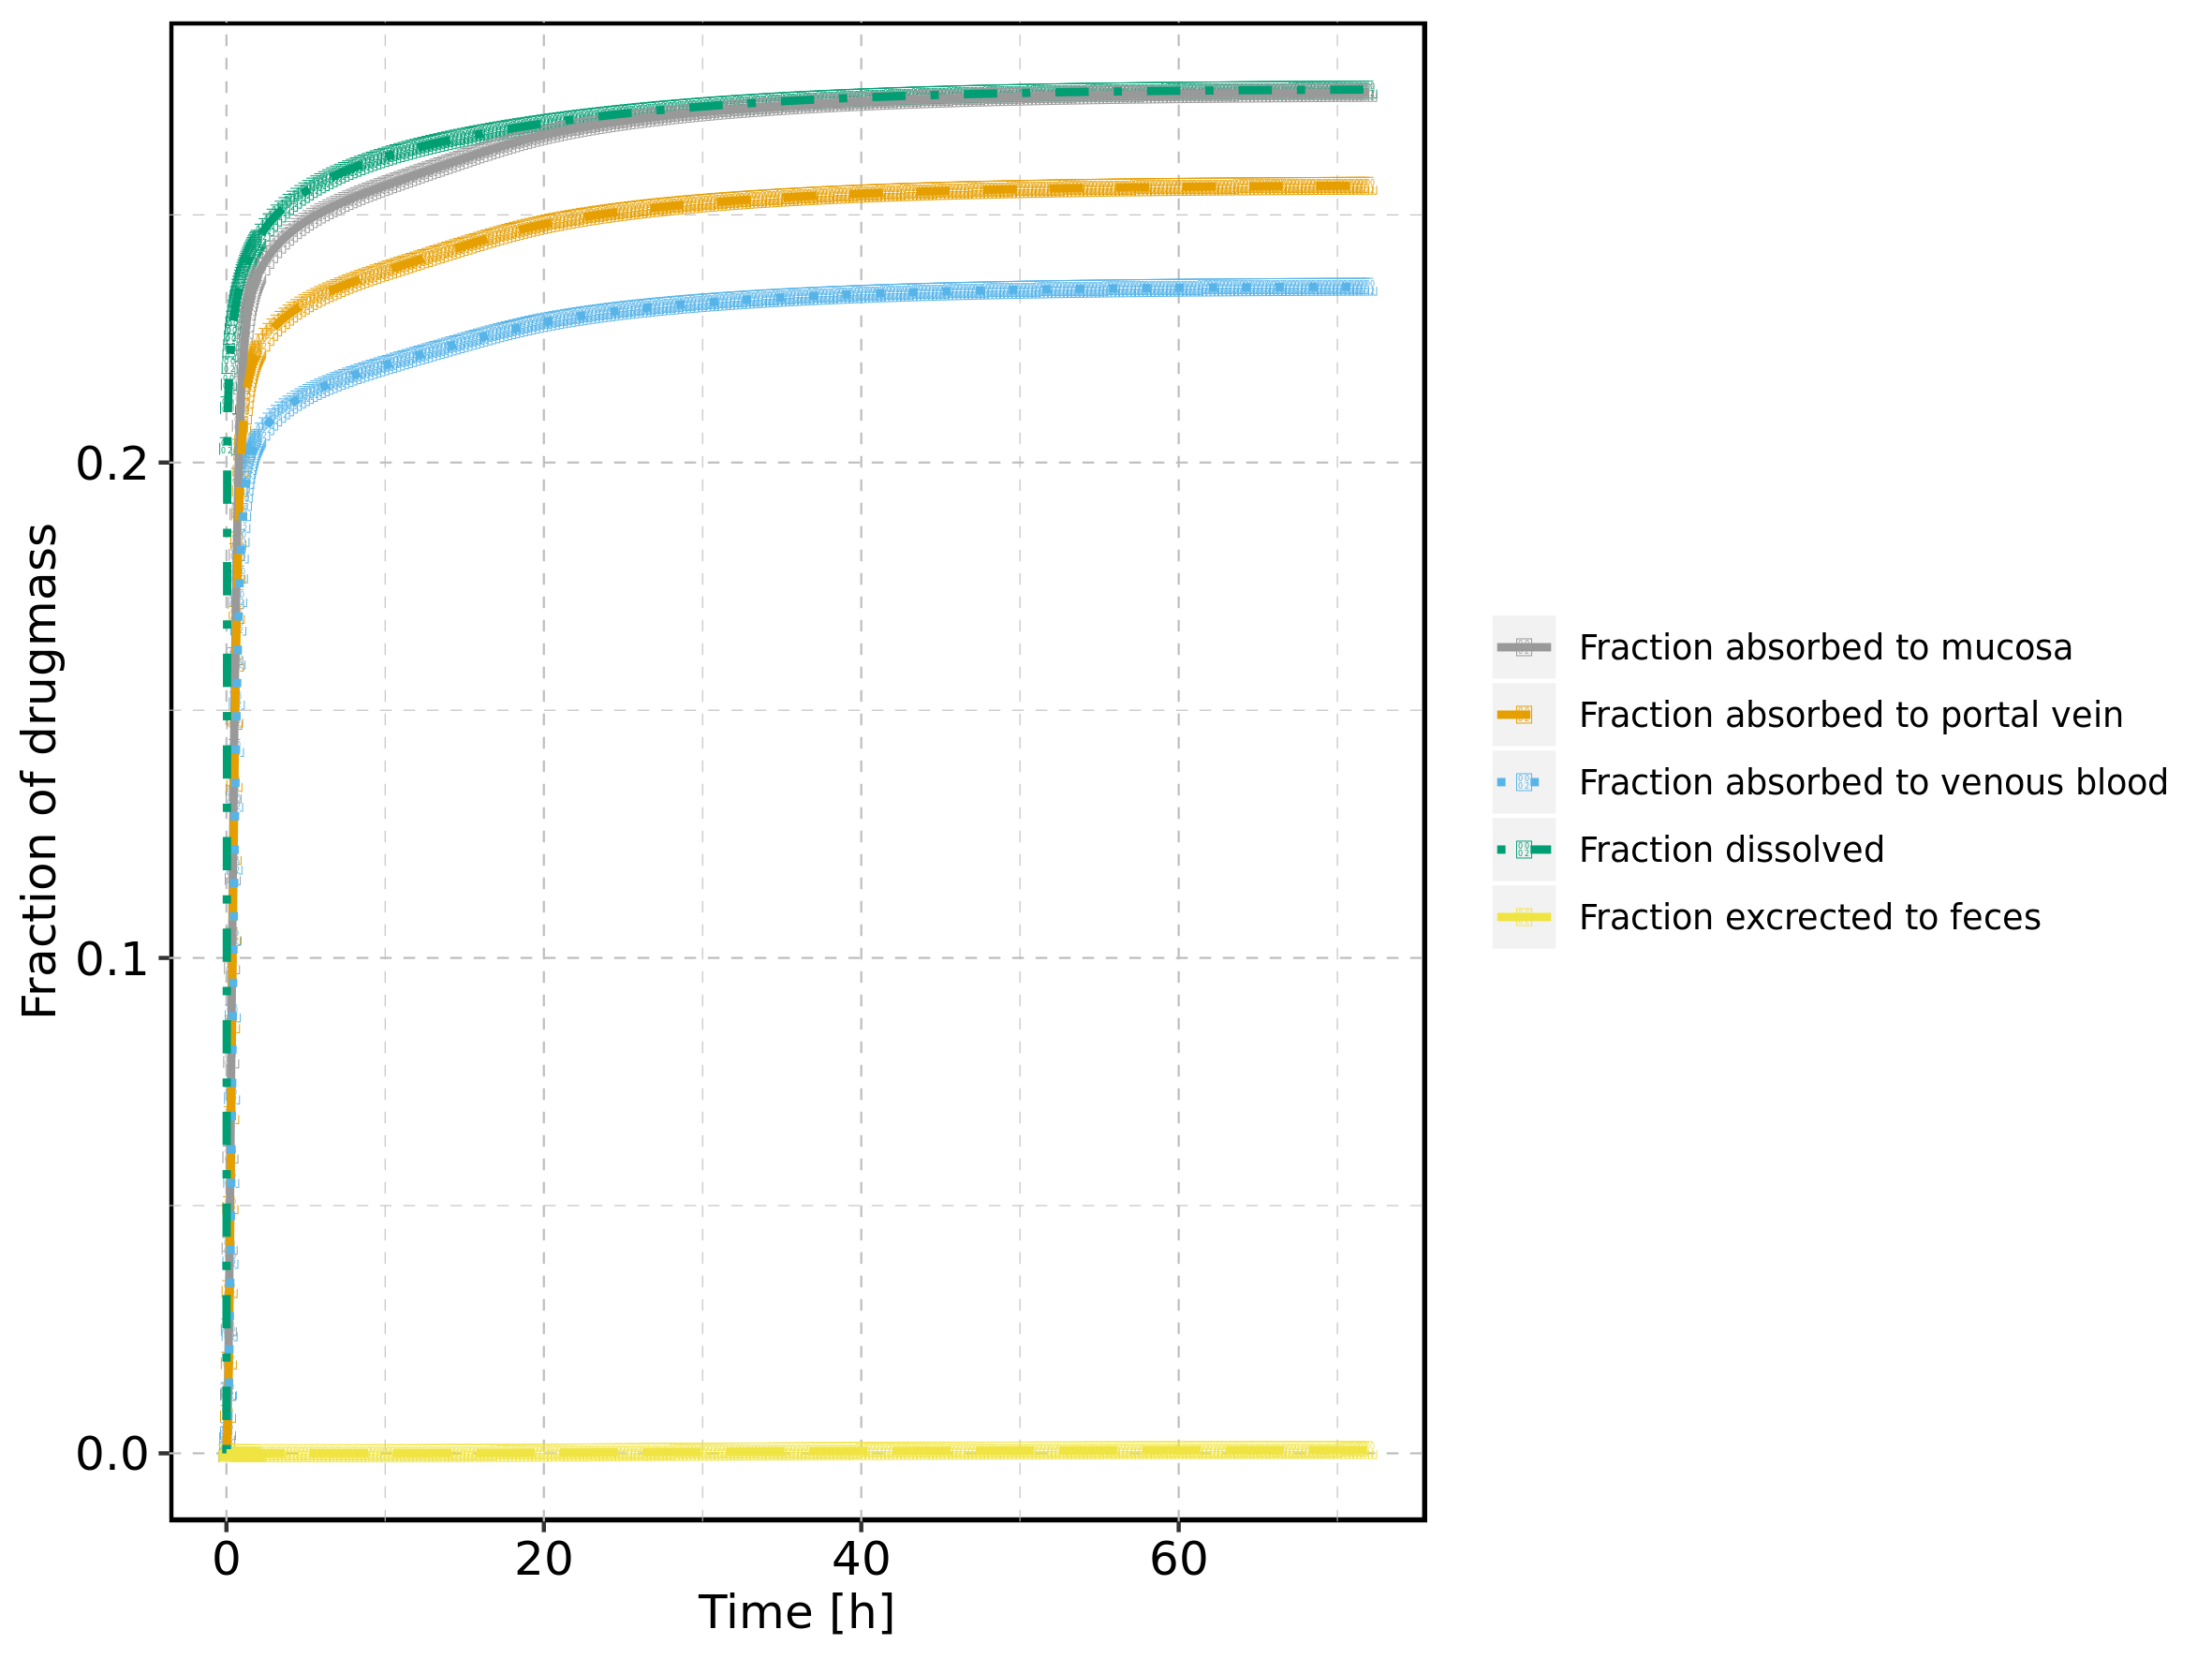 Fraction of drugmass
0.2
0.1
0.0
0 20 40 60
Time [h]
Fraction absorbed to mucosa
Fraction absorbed to portal vein
Fraction absorbed to venous blood
Fraction dissolved
Fraction excrected to feces